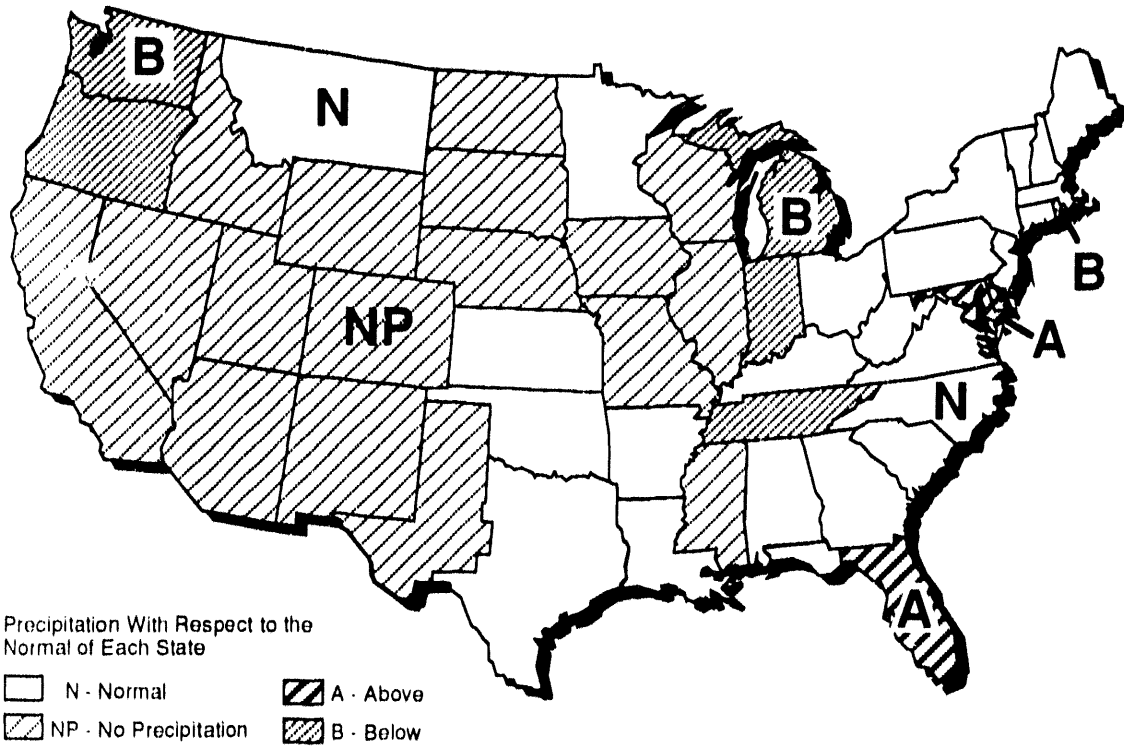 B
N
B
B
NP
A
N
A
Precipitation With Respect to the
Normal of Each State
N - Normal
A - Above
NP - No Precipitation
B - Below